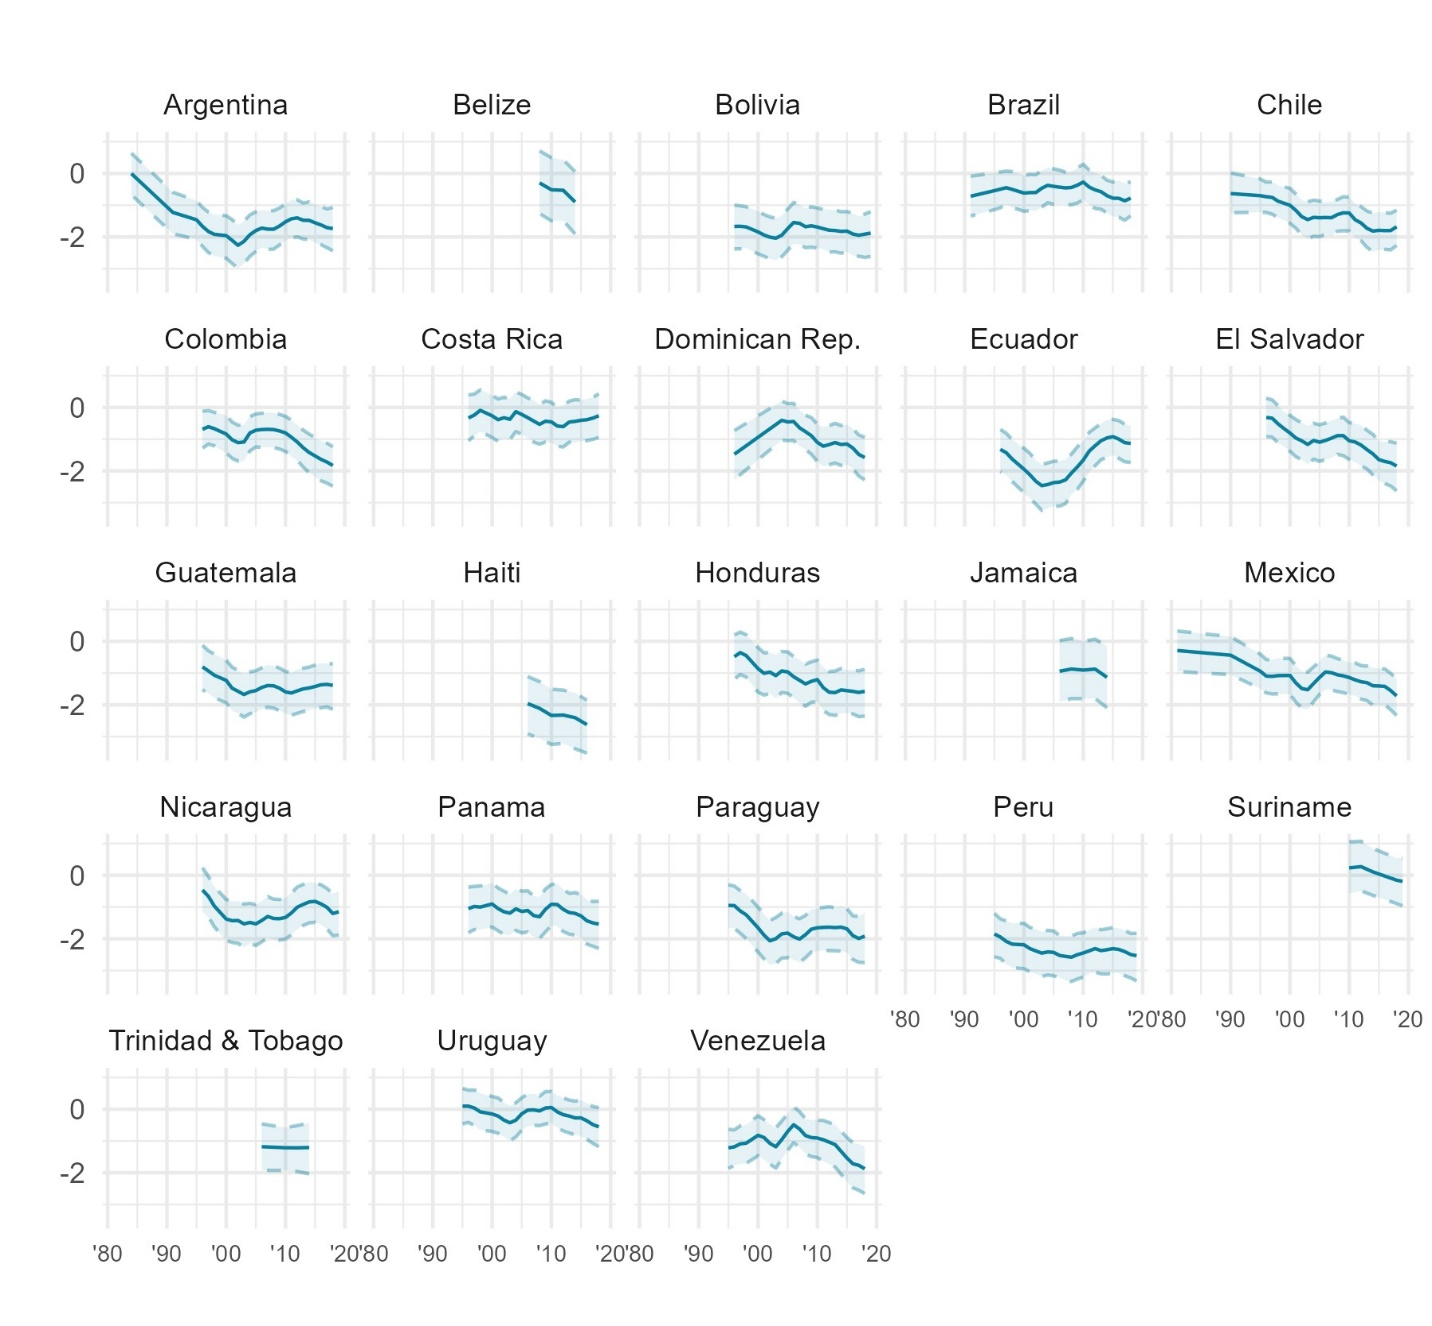 Argentina Belize Bolivia Brazil Chile
0
-2
Colombia Costa Rica Dominican Rep. Ecuador El Salvador
0
-2
Guatemala Haiti Honduras Jamaica Mexico
0
-2
Nicaragua Panama Paraguay Peru Suriname
0
-2
'80 '90 '00 '10 '20 '80 '90 '00 '10 '20
Trinidad & Tobago Uruguay Venezuela
0
-2
'80 '90 '00 '10 '20 '80 '90 '00 '10 '20 '80 '90 '00 '10 '20